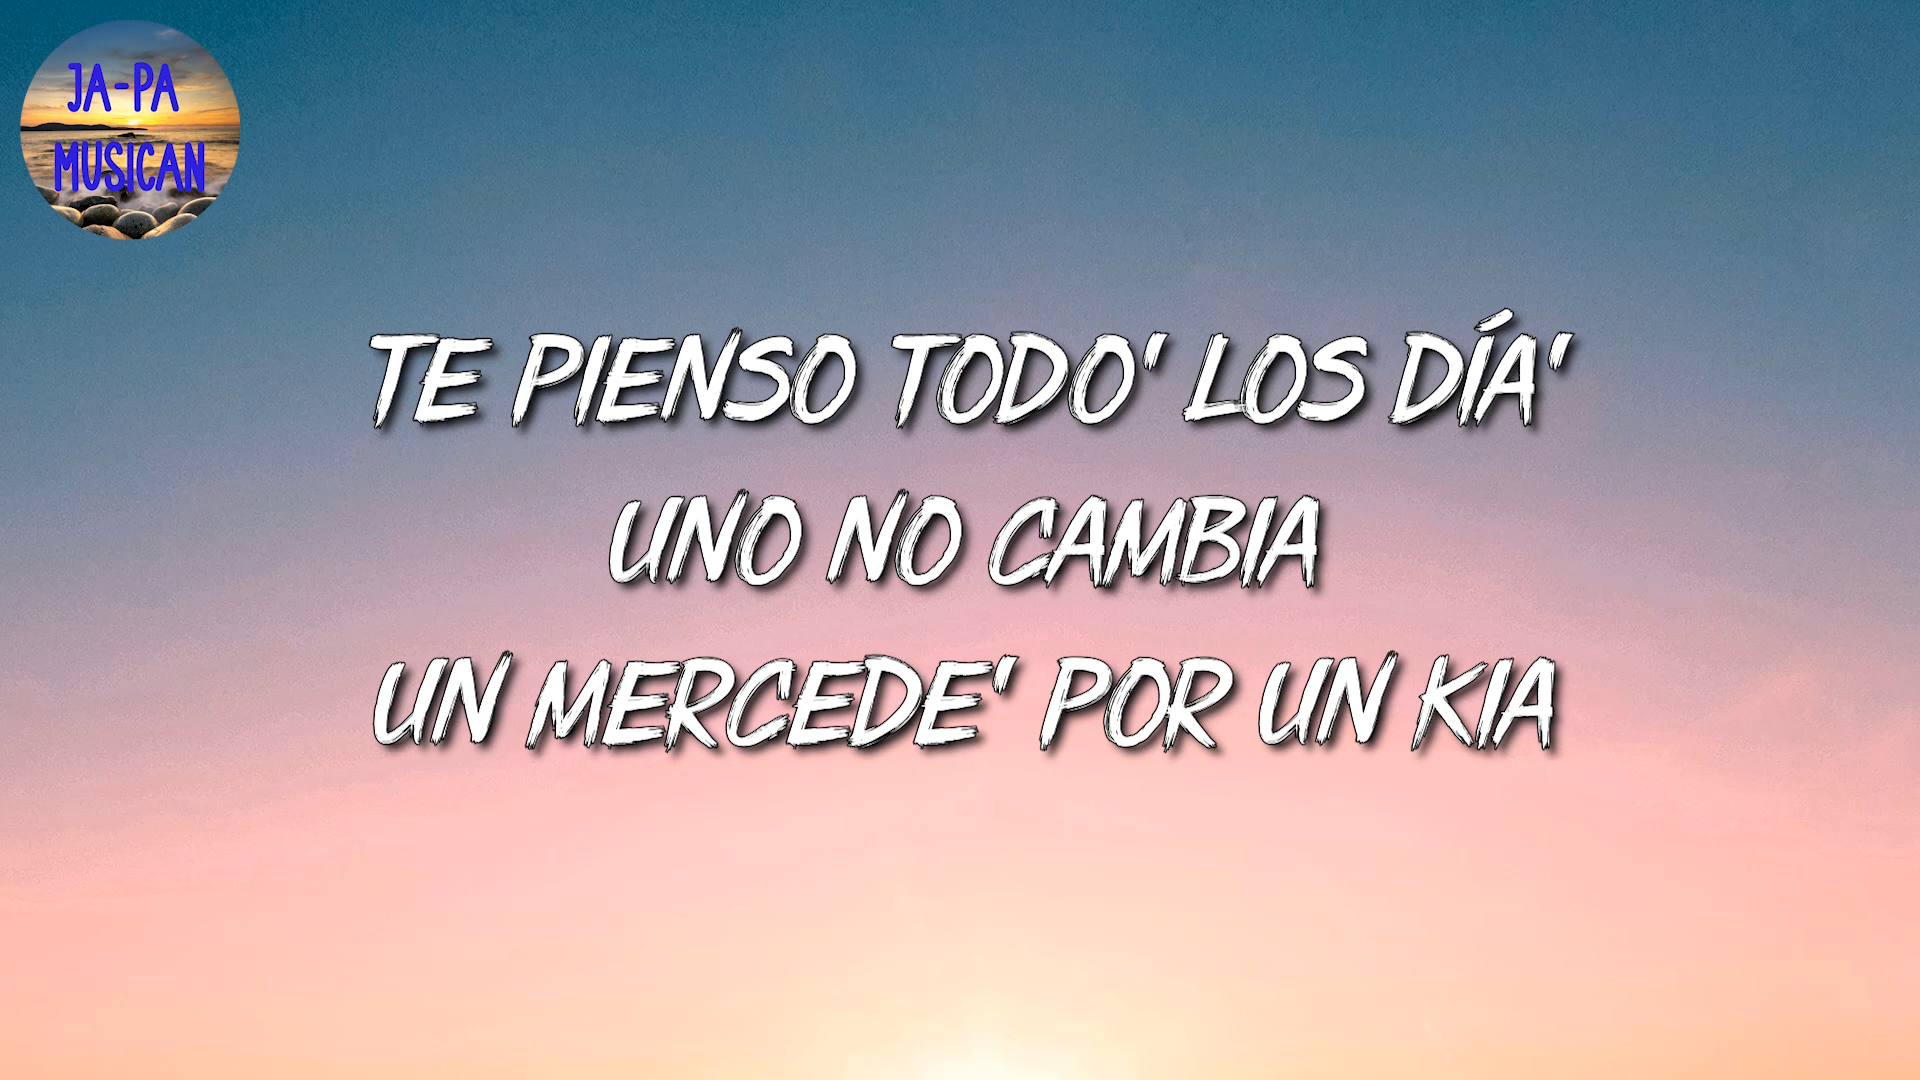 JA-PA
MUSICAN
TE PIENSO TODO' LOS DÍA'
UNO NO CAMBIA
UN MERCEDE' POR UN KIA